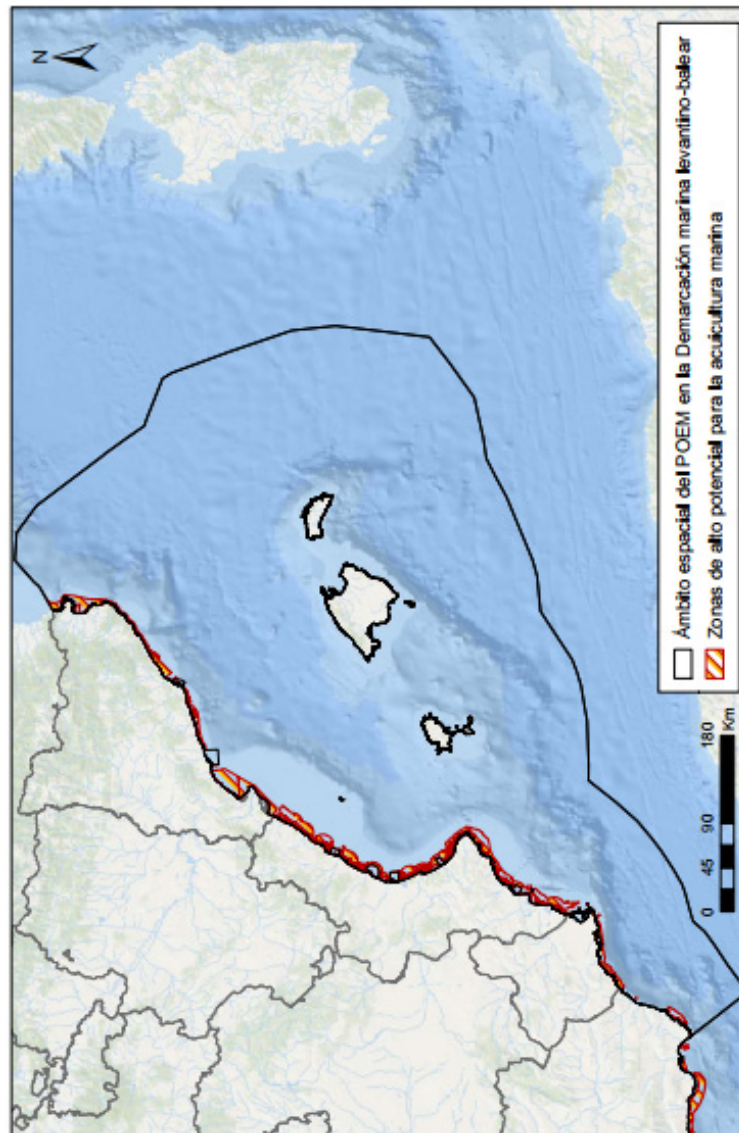 N
Ámbito espacial del POEM en la Demarcación marina levantino-balear
Zonas de alto potencial para la acuicultura marina
0 45 90 180
Km